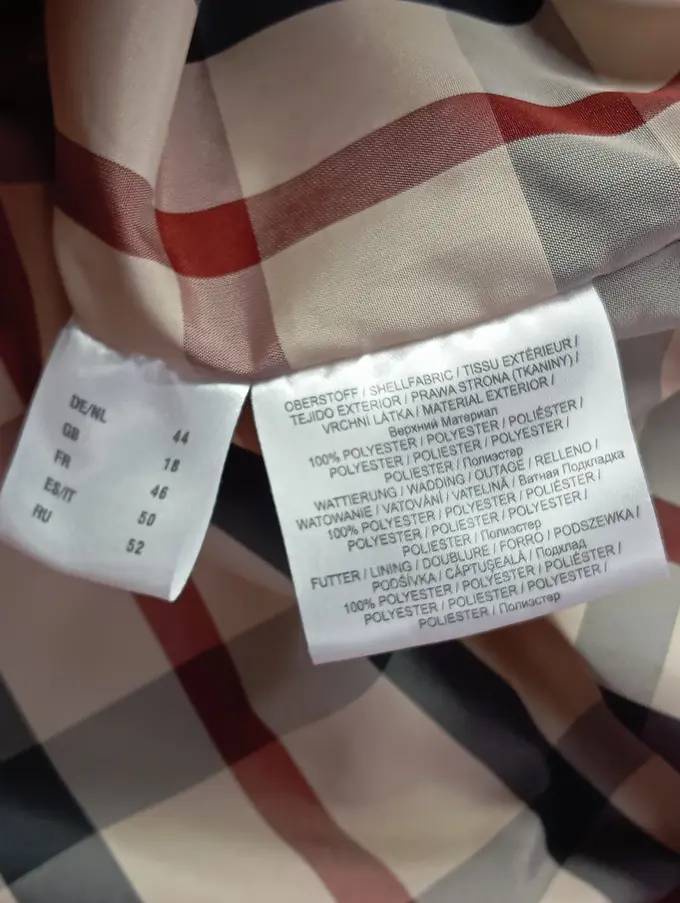 DE/NL 44
GB 18
FR 46
ES/IT 50
RU 52
OBERSTOFF / SHELLFABRIC / TISSU EXTÉRIEUR /
TEJIDO EXTERIOR / PRAWA STRONA (TKANINY) /
VRCHNÍ LÁTKA / MATERIAL EXTERIOR /
Верхний Материал
100% POLYESTER / POLYESTER / POLIÉSTER /
POLYESTER / POLIESTER / POLYESTER /
POLIESTER / Полиэстер
WATTIERUNG / WADDING / OUTAGE / RELLENO /
WATOWANIE / VATOVÁNÍ / VATELINĂ / Ватная Подкладка
100% POLYESTER / POLYESTER / POLIÉSTER /
POLYESTER / POLIESTER / POLYESTER /
POLIESTER / Полиэстер
FUTTER / LINING / DOUBLURE / FORRO / PODSZEWKA /
PODŠÍVKA / CĂPTUȘEALĂ / Подклад
100% POLYESTER / POLYESTER / POLIÉSTER /
POLYESTER / POLIESTER / POLYESTER /
POLIESTER / Полиэстер